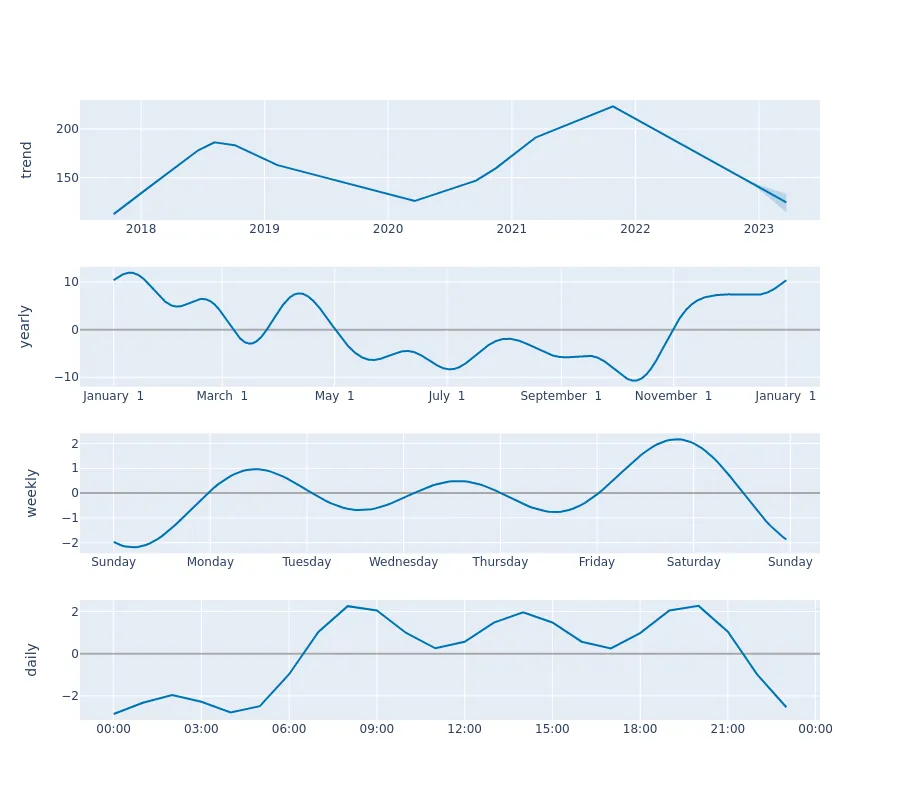 trend
200
150
2018 2019 2020 2021 2022 2023
yearly
10
0
−10
January 1 March 1 May 1 July 1 September 1 November 1 January 1
weekly
2
1
0
−1
−2
Sunday Monday Tuesday Wednesday Thursday Friday Saturday Sunday
daily
2
0
−2
00:00 03:00 06:00 09:00 12:00 15:00 18:00 21:00 00:00